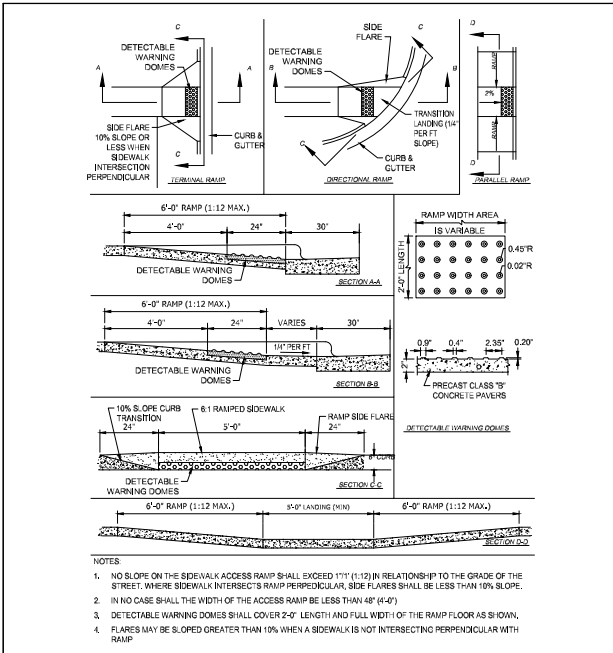 C
DETECTABLE
WARNING
DOMES
A
A
SIDE FLARE
10% SLOPE OR
LESS WHEN
SIDEWALK
INTERSECTION
PERPENDICULAR
C
CURB &
GUTTER
TERMINAL RAMP
SIDE
FLARE
C
DETECTABLE
WARNING
DOMES
B
B
TRANSITION
LANDING (1/4"
PER FT
SLOPE)
C
CURB &
GUTTER
DIRECTIONAL RAMP
D
RAMP
2%
RAMP
D
PARALLEL RAMP
6'-0" RAMP (1:12 MAX.)
4'-0"
24"
30"
DETECTABLE WARNING
DOMES
SECTION A-A
6'-0" RAMP (1:12 MAX.)
4'-0"
24"
VARIES
30"
1/4" PER FT
DETECTABLE WARNING
DOMES
SECTION B-B
RAMP WIDTH AREA
IS VARIABLE
2'-0" LENGTH
0.45"R
0.02"R
0.9"
0.4"
2.35"
0.20"
2"
PRECAST CLASS "B"
CONCRETE PAVERS
DETECTABLE WARNING DOMES
10% SLOPE CURB
TRANSITION
6:1 RAMPED SIDEWALK
RAMP SIDE FLARE
24"
5'-0"
24"
CURB
DETECTABLE
WARNING DOMES
SECTION C-C
6'-0" RAMP (1:12 MAX.)
5'-0" LANDING (MIN)
6'-0" RAMP (1:12 MAX.)
SECTION D-D
NOTES:
1. NO SLOPE ON THE SIDEWALK ACCESS RAMP SHALL EXCEED 1"/1' (1:12) IN RELATIONSHIP TO THE GRADE OF THE
STREET. WHERE SIDEWALK INTERSECTS RAMP PERPEDICULAR, SIDE FLARES SHALL BE LESS THAN 10% SLOPE.
2. IN NO CASE SHALL THE WIDTH OF THE ACCESS RAMP BE LESS THAN 48" (4'-0")
3. DETECTABLE WARNING DOMES SHALL COVER 2'-0" LENGTH AND FULL WIDTH OF THE RAMP FLOOR AS SHOWN.
4. FLARES MAY BE SLOPED GREATER THAN 10% WHEN A SIDEWALK IS NOT INTERSECTING PERPENDICULAR WITH
RAMP